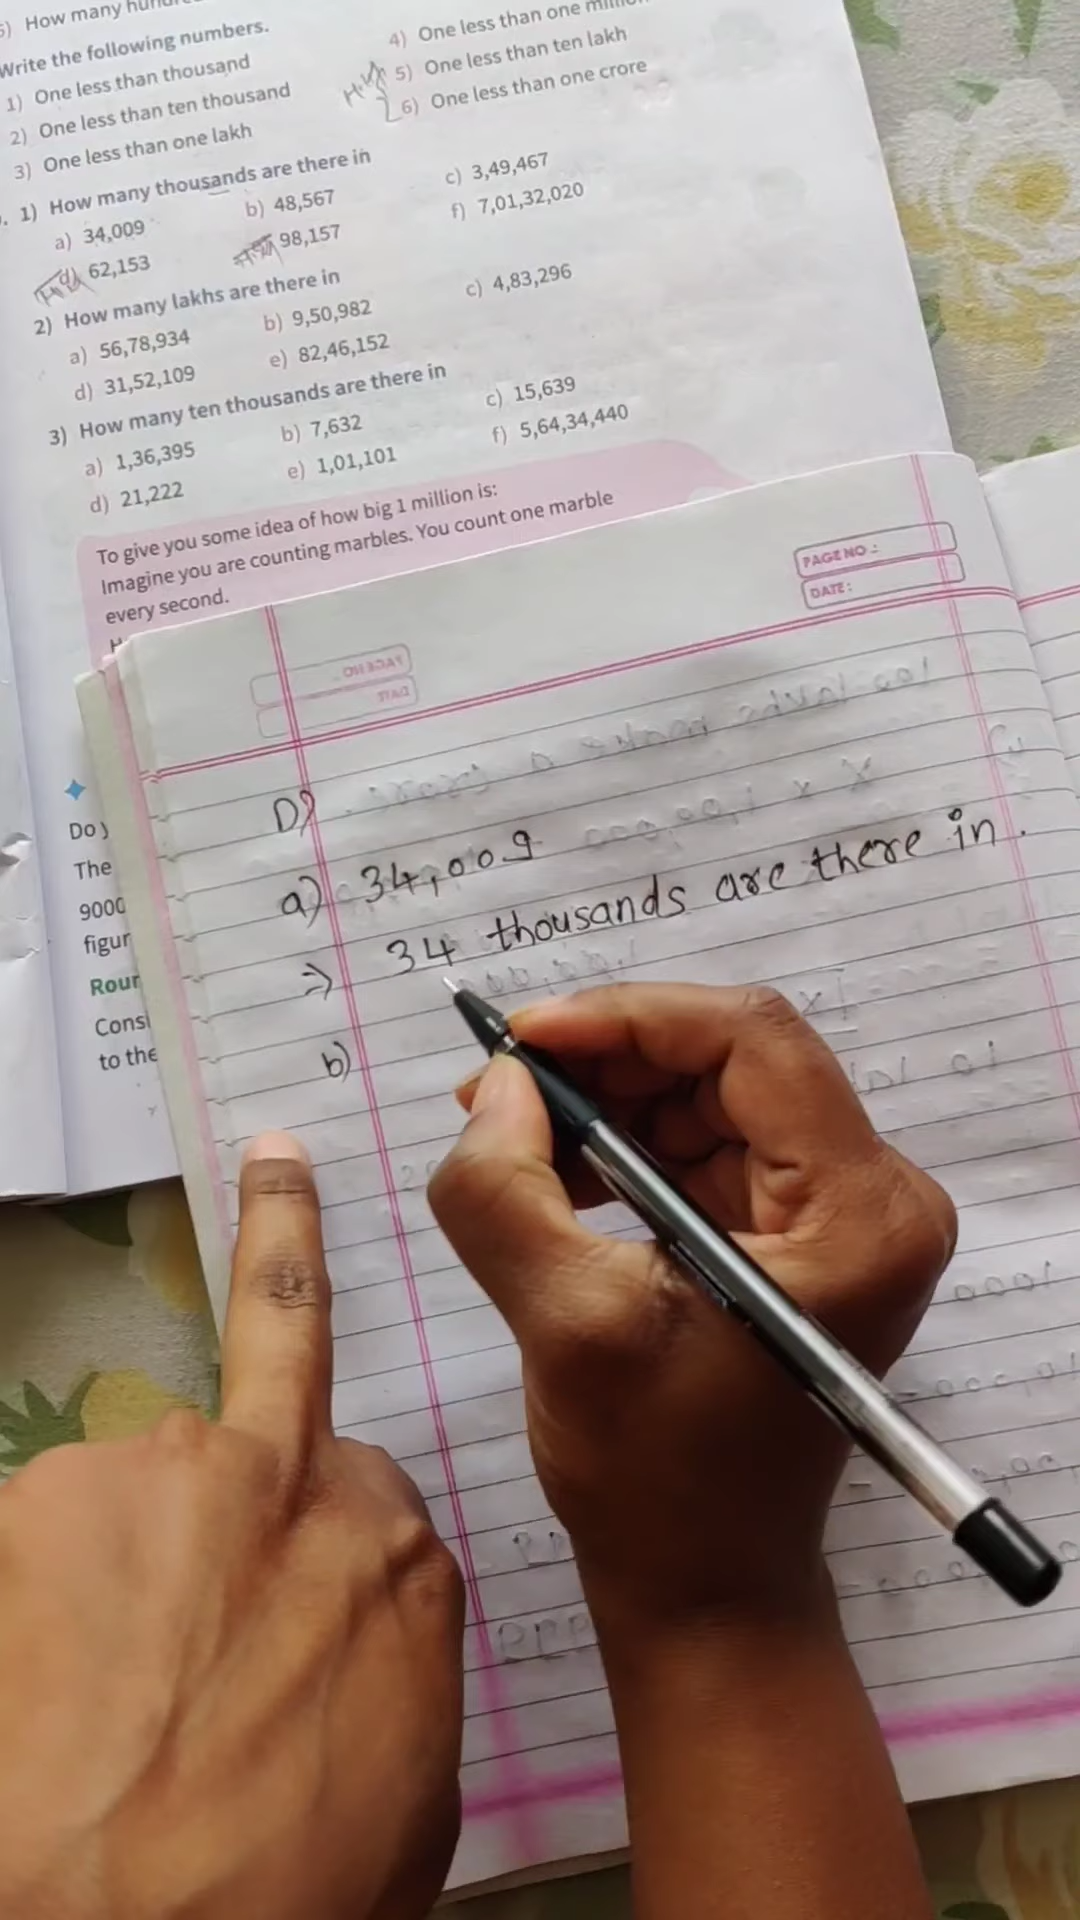 How many
Write the following numbers.
1) One less than thousand
2) One less than ten thousand
3) One less than one lakh
4) One less than one
5) One less than ten lakh
6) One less than one crore
1) How many thousands are there in
a) 34,009
b) 48,567
c) 3,49,467
d) 62,153
98,157
f) 7,01,32,020
2) How many lakhs are there in
a) 56,78,934
b) 9,50,982
c) 4,83,296
d) 31,52,109
e) 82,46,152
3) How many ten thousands are there in
a) 1,36,395
b) 7,632
c) 15,639
d) 21,222
e) 1,01,101
f) 5,64,34,440
To give you some idea of how big 1 million is:
Imagine you are counting marbles. You count one marble
every second.
PAGE NO.:
DATE:
D)
a) 34,009
⇒ 34 thousands are there in.
b)
The
to the